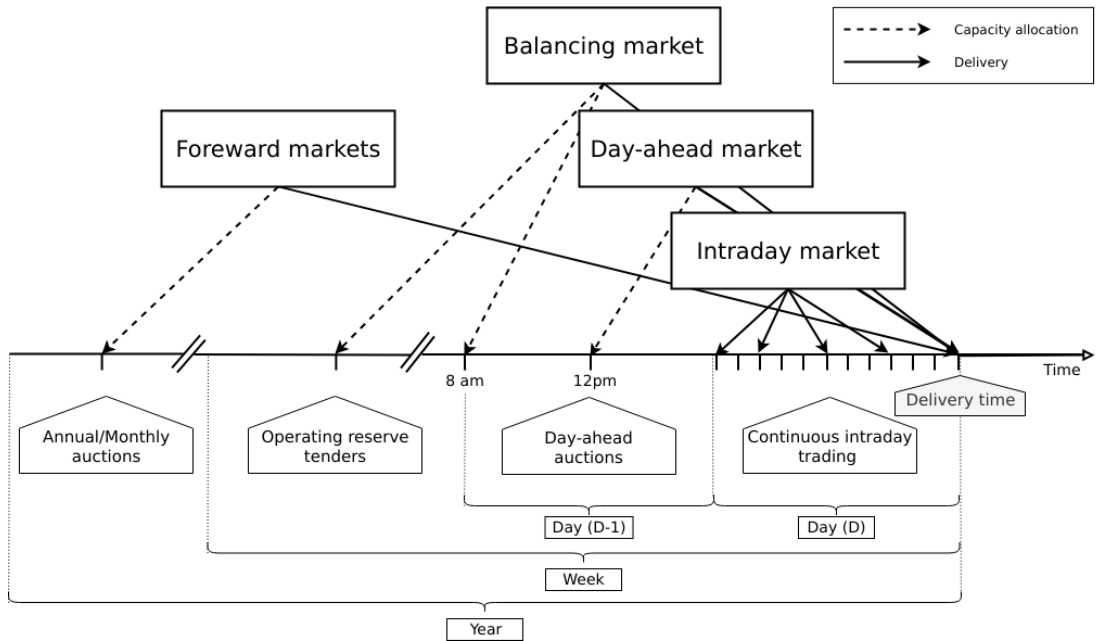 Balancing market
Capacity allocation
Delivery
Foreward markets
Day-ahead market
Intraday market
8 am
12pm
Time
Delivery time
Annual/Monthly
auctions
Operating reserve
tenders
Day-ahead
auctions
Continuous intraday
trading
Day (D-1)
Day (D)
Week
Year